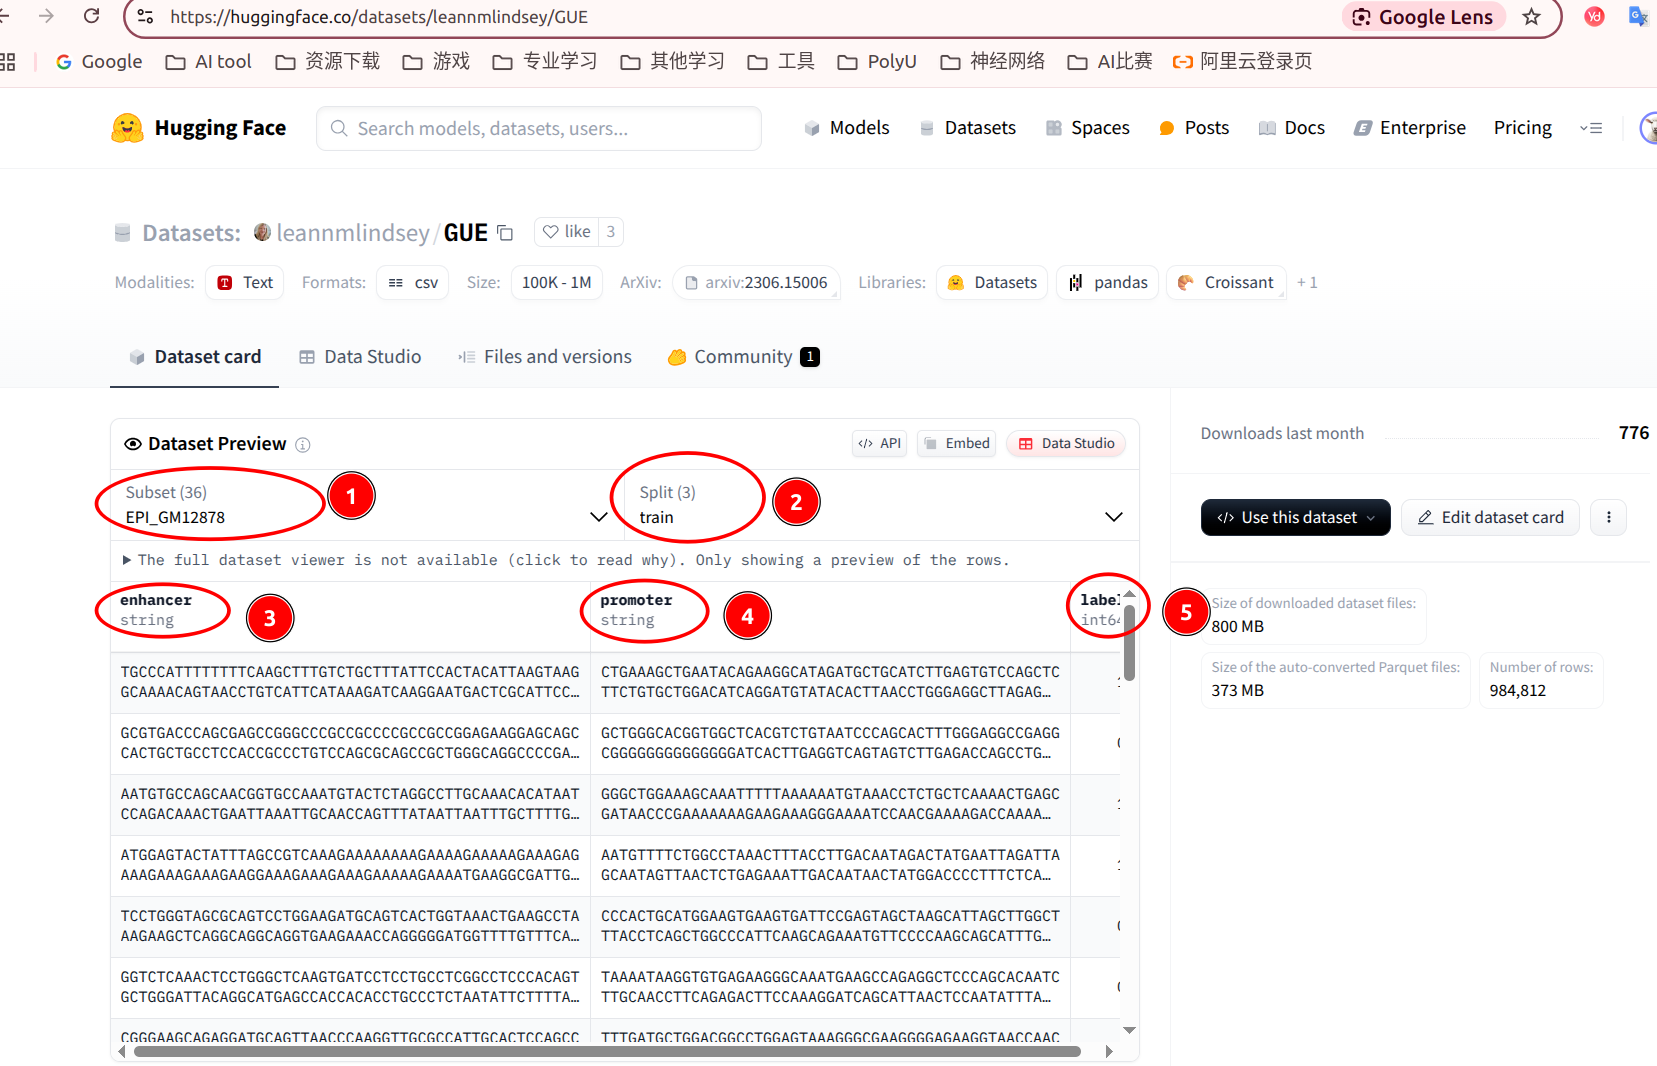 https://huggingface.co/datasets/leannmlindsey/GUE
Google Lens
Yd
Google
AI tool
资源下载
游戏
专业学习
其他学习
工具
PolyU
神经网络
AI比赛
阿里云登录页
Hugging Face
Search models, datasets, users...
Models
Datasets
Spaces
Posts
Docs
Enterprise
Pricing
Datasets: leannmlindsey/GUE
like 3
Modalities: Text
Formats: csv
Size: 100K - 1M
ArXiv: arxiv:2306.15006
Libraries: Datasets pandas Croissant + 1
Dataset card
Data Studio
Files and versions
Community 1
Dataset Preview
API
Embed
Data Studio
Subset (36)
EPI_GM12878
1
Split (3)
train
2
The full dataset viewer is not available (click to read why). Only showing a preview of the rows.
enhancer
string
3
promoter
string
4
label
int64
5
TGCCCATTTTTTTTCAAGCTTTGTCTGCTTTATTCCACTACATTAAGTAAG
GCAAAACAGTAACCTGTCATTCATAAAGATCAAGGAATGACTCGCATTCC…
CTGAAAGCTGAATACAGAAGGCATAGATGCTGCATCTTGAGTGTCCAGCTC
TTCTGTGCTGGACATCAGGATGTATACACTTAACCTGGGAGGCTTAGAG…
1
GCGTGACCCAGCGAGCCGGGCCCGCCGCCCCGCCGCCGGAGAAGGAGCAGC
CACTGCTGCCTCCACCGCCCTGTCCAGCGCAGCCGCTGGGCAGGCCCCGA…
GCTGGGCACGGTGGCTCACGTCTGTAATCCCAGCACTTTGGGAGGCCGAGG
CGGGGGGGGGGGGGGATCACTTGAGGTCAGTAGTCTTGAGACCAGCCTG…
0
AATGTGCCAGCAACGGTGCCAAATGTACTCTAGGCCTTGCAAACACATAAT
CCAGACAAACTGAATTAAATTGCAACCAGTTTATAATTAATTTGCTTTTG…
GGGCTGGAAAGCAAATTTTTAAAAAATGTAAACCTCTGCTCAAAACTGAGC
GATAACCCGAAAAAAAGAAGAAAGGGAAAATCCAACGAAAAGACCAAAA…
1
ATGGAGTACTATTTAGCCGTCAAAGAAAAAAAAGAAAAGAAAAAGAAAGAG
AAAGAAAGAAAGAAGGAAAGAAAGAAAGAAAAAGAAAATGAAGGCGATTG…
AATGTTTTCTGGCCTAAACTTTACCTTGACAATAGACTATGAATTAGATTA
GCAATAGTTAACTCTGAGAAATTGACAATAACTATGGACCCCTTTCTCA…
1
TCCTGGGTAGCGCAGTCCTGGAAGATGCAGTCACTGGTAAACTGAAGCCTA
AAGAAGCTCAGGCAGGCAGGTGAAGAAACCAGGGGGATGGTTTTGTTTCA…
CCCACTGCATGGAAGTGAAGTGATTCCGAGTAGCTAAGCATTAGCTTGGCT
TTACCTCAGCTGGCCCATTCAAGCAGAAATGTTCCCCAAGCAGCATTTG…
0
GGTCTCAAACTCCTGGGCTCAAGTGATCCTCCTGCCTCGGCCTCCCACAGT
GCTGGGATTACAGGCATGAGCCACCACACCTGCCCTCTAATATTCTTTTA…
TAAAATAAGGTGTGAGAAGGGCAAATGAAGCCAGAGGCTCCCAGCACAATC
TTGCAACCTTCAGAGACTTCCAAAGGATCAGCATTAACTCCAATATTTA…
0
CGGGAAGCAGAGGATGCAGTTAACCCAAGGTTGCGCCATTGCACTCCAGCC
TTTGATGCTGGACGGCCTGGAGTAAAGGGCGAAGGGGAGAAGGTAACCAAC
Downloads last month
776
Use this dataset
Edit dataset card
Size of downloaded dataset files:
800 MB
Size of the auto-converted Parquet files:
373 MB
Number of rows:
984,812